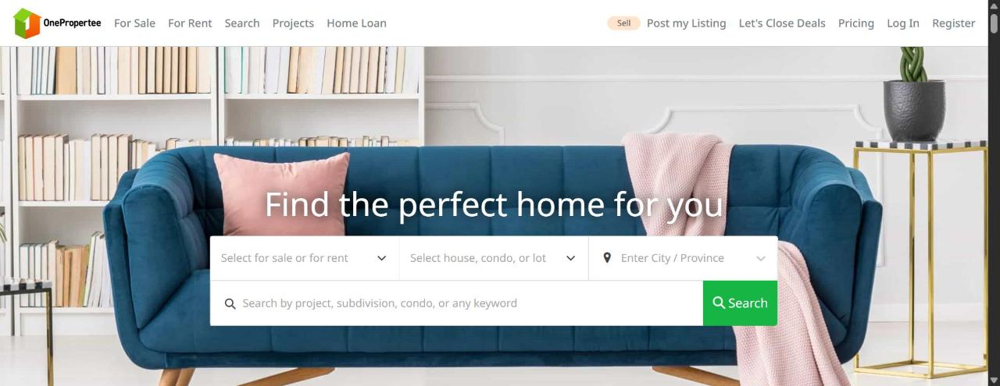 OnePropertee For Sale For Rent Search Projects Home Loan Sell Post my Listing Let's Close Deals Pricing Log In Register
Find the perfect home for you
Select for sale or for rent Select house, condo, or lot Enter City / Province
Search by project, subdivision, condo, or any keyword Search